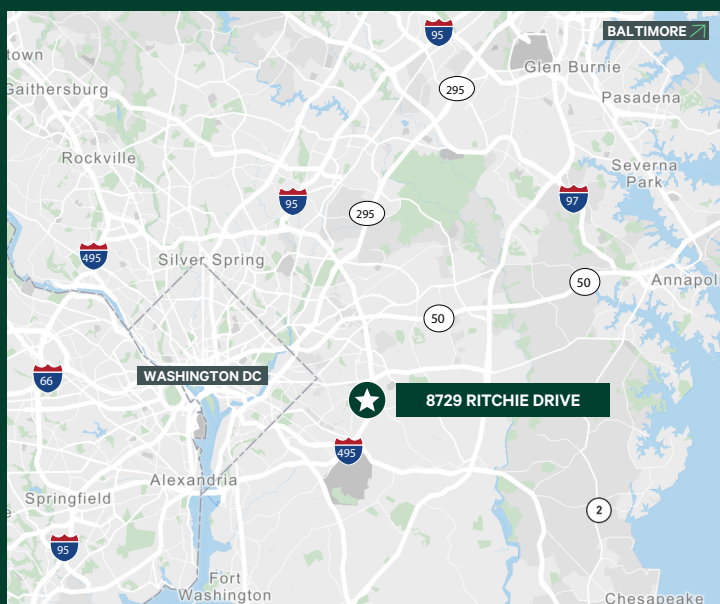 95
BALTIMORE
town
Glen Burnie
Gaithersburg
295
Pasadena
Rockville
Severna
Park
95
97
295
495
Silver Spring
50
Annapol
50
66
WASHINGTON DC
8729 RITCHIE DRIVE
495
Alexandria
Springfield
2
95
Fort
Washington
Chesapeake